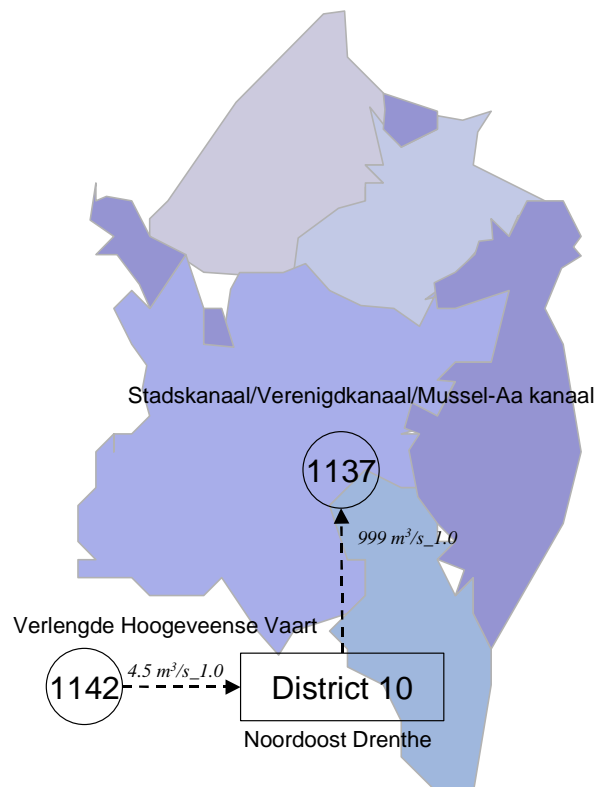 Stadskanaal/Verenigdkanaal/Mussel-Aa kanaal
1137
999 m³/s_1.0
Verlengde Hoogeveense Vaart
1142
4.5 m³/s_1.0
District 10
Noordoost Drenthe